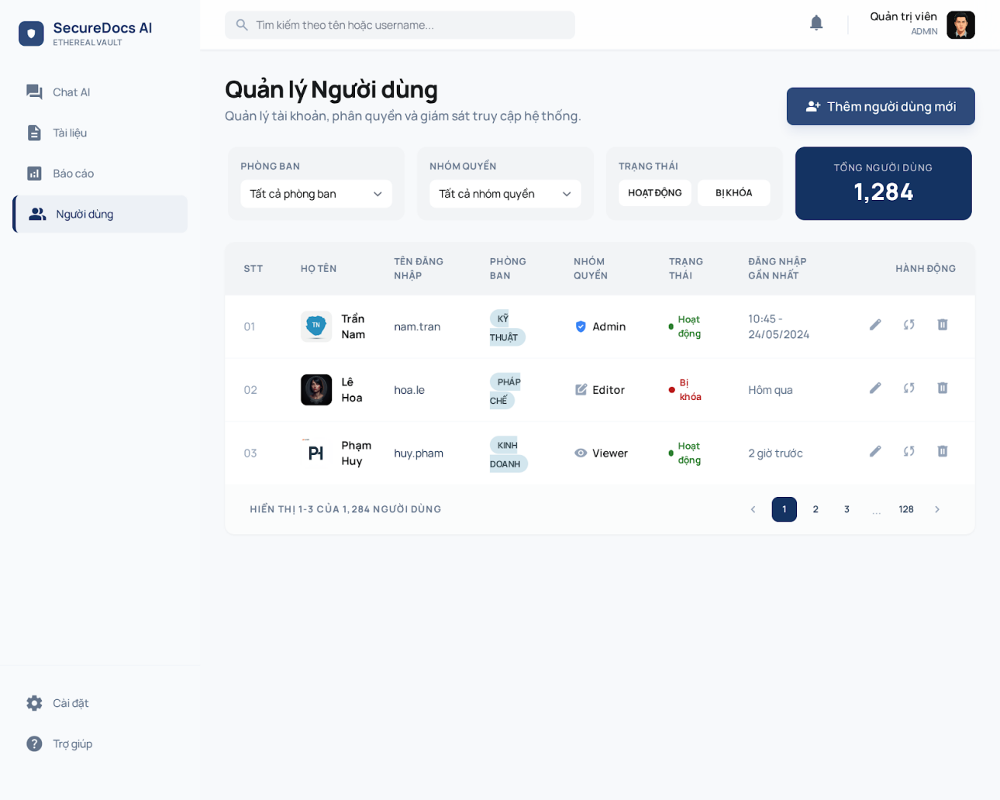 SecureDocs AI
ETHEREAL VAULT
Chat AI
Tài liệu
Báo cáo
Người dùng
Cài đặt
Trợ giúp
Tìm kiếm theo tên hoặc username...
Quản trị viên
ADMIN
Quản lý Người dùng
Quản lý tài khoản, phân quyền và giám sát truy cập hệ thống.
Thêm người dùng mới
PHÒNG BAN
Tất cả phòng ban
NHÓM QUYỀN
Tất cả nhóm quyền
TRẠNG THÁI
HOẠT ĐỘNG
BỊ KHÓA
TỔNG NGƯỜI DÙNG
1,284
STT
HỌ TÊN
TÊN ĐĂNG
NHẬP
PHÒNG
BAN
NHÓM
QUYỀN
TRẠNG
THÁI
ĐĂNG NHẬP
GẦN NHẤT
HÀNH ĐỘNG
01
TN
Trần
Nam
nam.tran
KỸ
THUẬT
Admin
Hoạt
động
10:45 -
24/05/2024
02
Lê
Hoa
hoa.le
PHÁP
CHẾ
Editor
Bị
khóa
Hôm qua
03
PH
Phạm
Huy
huy.pham
KINH
DOANH
Viewer
Hoạt
động
2 giờ trước
HIỂN THỊ 1-3 CỦA 1,284 NGƯỜI DÙNG
1
2
3
...
128